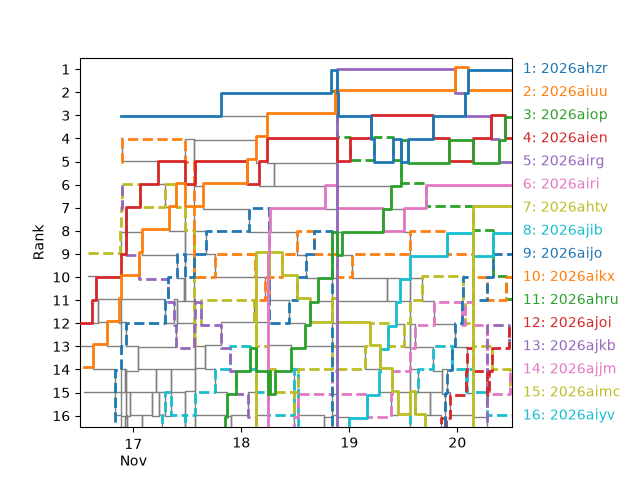 1
2
3
4
5
6
7
8
9
10
11
12
13
14
15
16
Rank
17
18
19
20
Nov
1: 2026ahzr
2: 2026aiuu
3: 2026aiop
4: 2026aien
5: 2026airg
6: 2026airi
7: 2026ahtv
8: 2026ajib
9: 2026aijo
10: 2026aikx
11: 2026ahru
12: 2026ajoi
13: 2026ajkb
14: 2026ajjm
15: 2026aimc
16: 2026aiyv